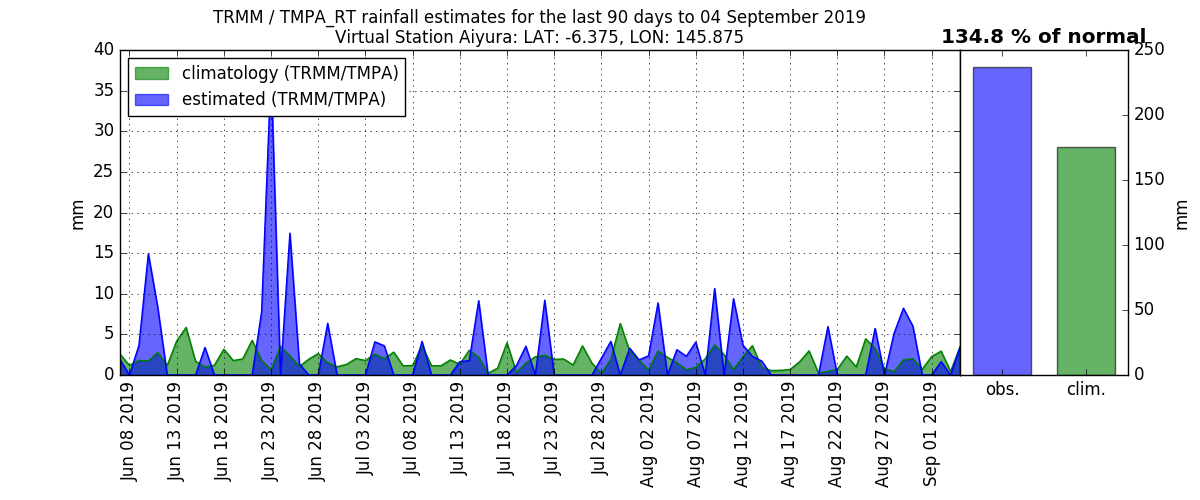 TRMM / TMPA_RT rainfall estimates for the last 90 days to 04 September 2019
Virtual Station Aiyura: LAT: -6.375, LON: 145.875
134.8 % of normal
climatology (TRMM/TMPA)
estimated (TRMM/TMPA)
40
35
30
25
20
15
10
5
0
mm
Jun 08 2019
Jun 13 2019
Jun 18 2019
Jun 23 2019
Jun 28 2019
Jul 03 2019
Jul 08 2019
Jul 13 2019
Jul 18 2019
Jul 23 2019
Jul 28 2019
Aug 02 2019
Aug 07 2019
Aug 12 2019
Aug 17 2019
Aug 22 2019
Aug 27 2019
Sep 01 2019
obs.
clim.
250
200
150
100
50
0
mm